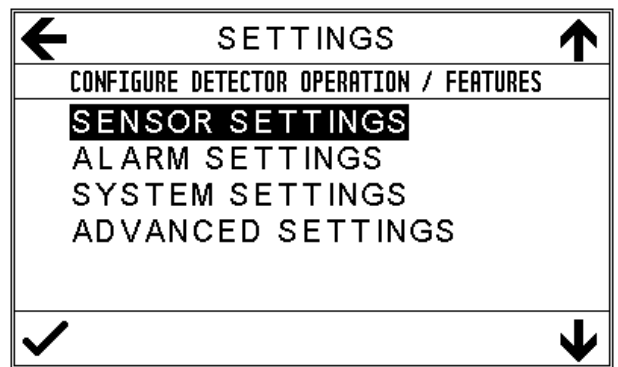 SETTINGS
CONFIGURE DETECTOR OPERATION / FEATURES
SENSOR SETTINGS
ALARM SETTINGS
SYSTEM SETTINGS
ADVANCED SETTINGS